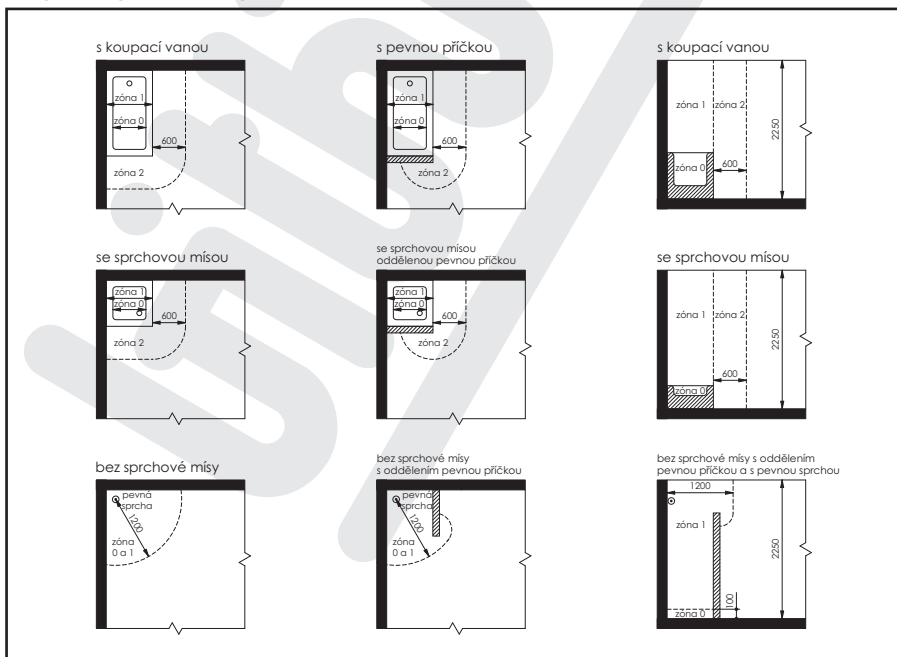 s koupací vanou
zóna 1
zóna 0
600
zóna 2
s pevnou příčkou
zóna 1
zóna 0
600
zóna 2
s koupací vanou
zóna 1
zóna 2
zóna 0
600
2250
se sprchovou mísou
zóna 1
zóna 0
600
zóna 2
se sprchovou mísou
oddělenou pevnou příčkou
zóna 1
zóna 0
600
zóna 2
se sprchovou mísou
zóna 1
zóna 2
zóna 0
600
2250
bez sprchové mísy
pevná
sprcha
1200
zóna
0 a 1
bez sprchové mísy
s oddělením pevnou příčkou
pevná
sprcha
1200
zóna
0 a 1
bez sprchové mísy s oddělením
pevnou příčkou a s pevnou sprchou
1200
zóna 1
2250
100
zóna 0